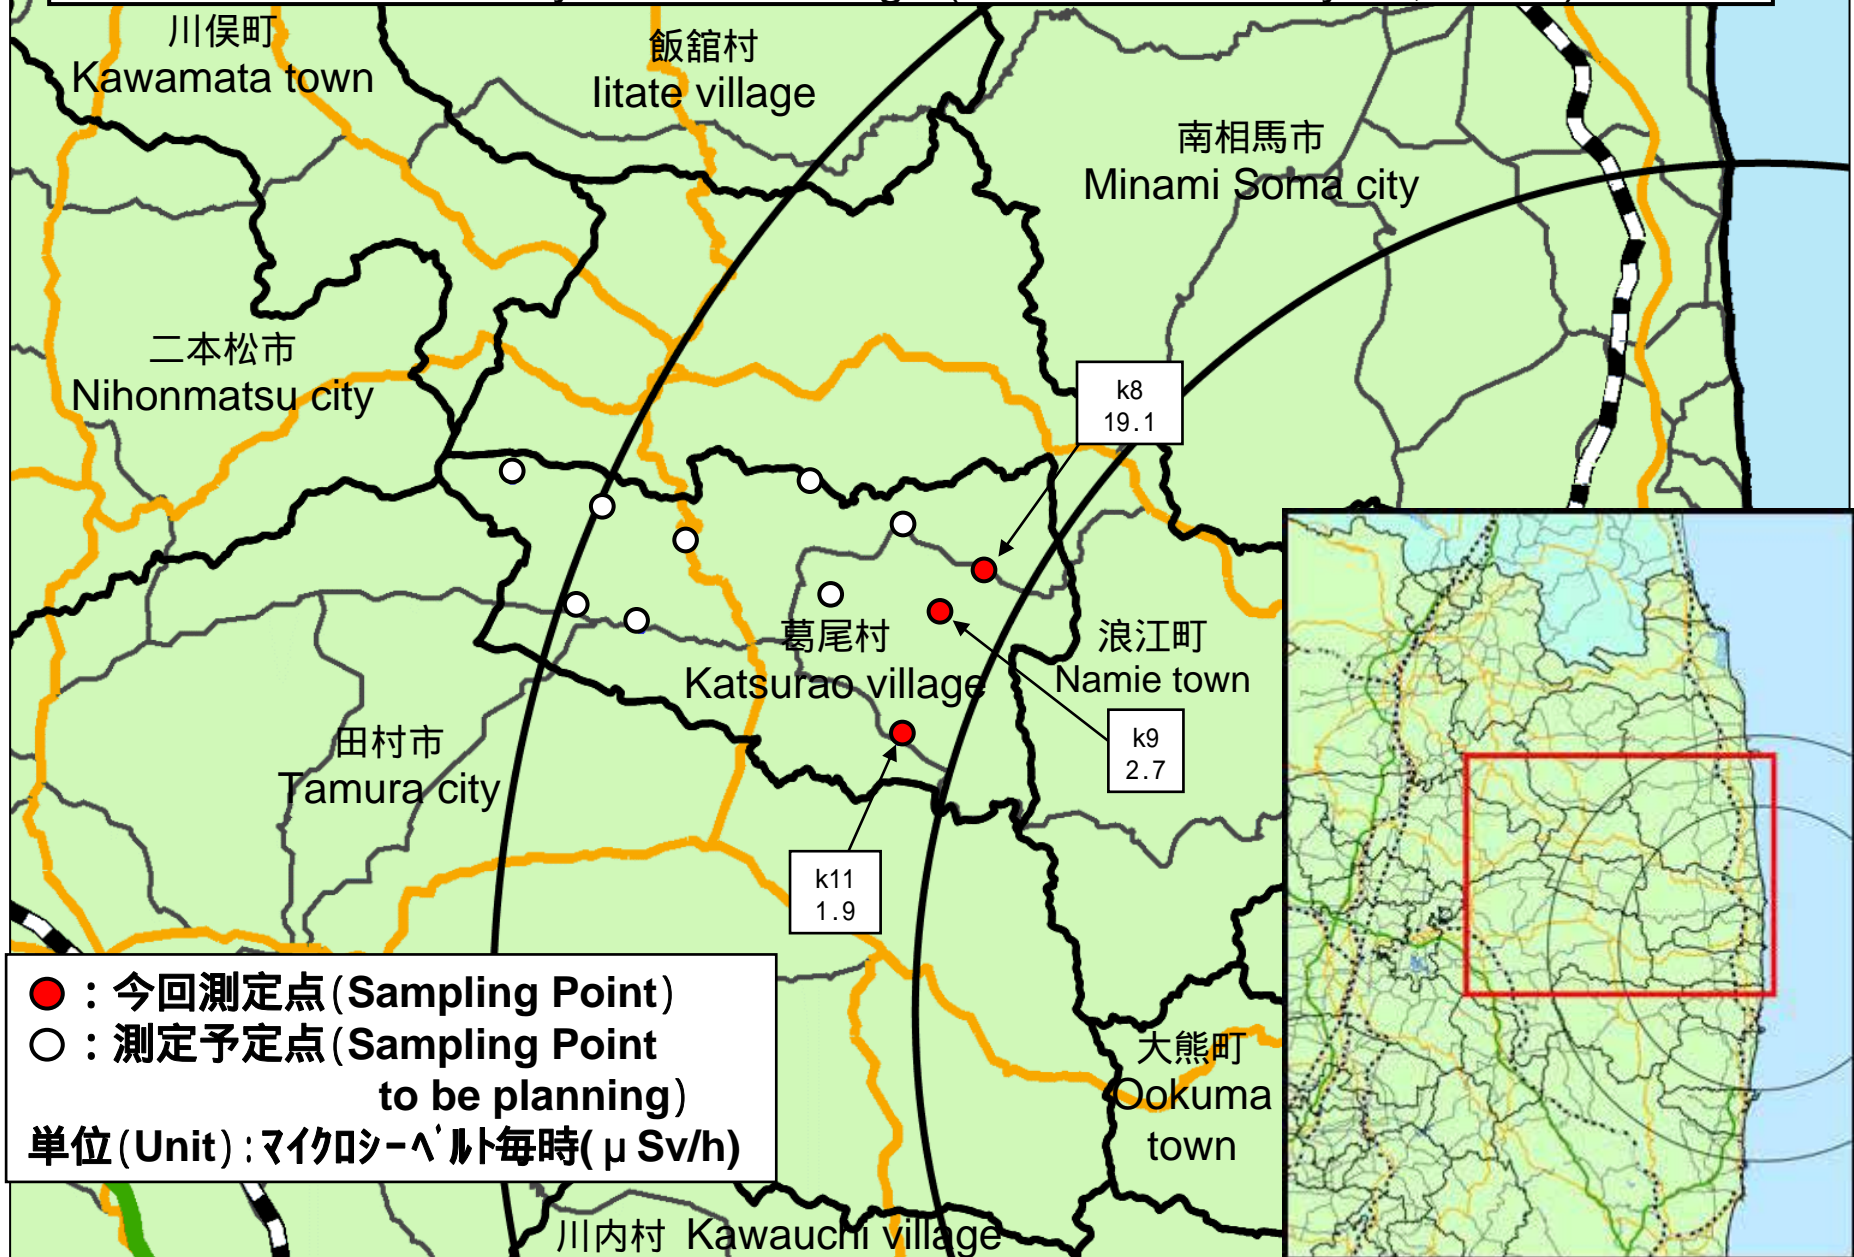 川俣町
Kawamata town
飯舘村
Iitate village
南相馬市
Minami Soma city
二本松市
Nihonmatsu city
k8
19.1
葛尾村
Katsurao village
浪江町
Namie town
k9
2.7
田村市
Tamura city
k11
1.9
●：今回測定点(Sampling Point)
○：測定予定点(Sampling Point
to be planning)
単位(Unit):マイクロシーベルト毎時(μSv/h)
大熊町
Ookuma
town
川内村 Kawauchi village